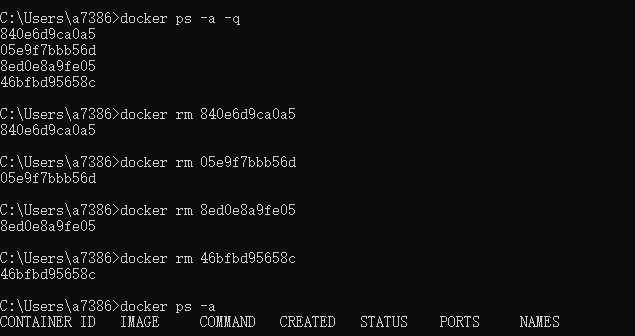 C:\Users\a7386>docker ps -a -q
840e6d9ca0a5
05e9f7bbb56d
8ed0e8a9fe05
46bfbd95658c
C:\Users\a7386>docker rm 840e6d9ca0a5
840e6d9ca0a5
C:\Users\a7386>docker rm 05e9f7bbb56d
05e9f7bbb56d
C:\Users\a7386>docker rm 8ed0e8a9fe05
8ed0e8a9fe05
C:\Users\a7386>docker rm 46bfbd95658c
46bfbd95658c
C:\Users\a7386>docker ps -a
CONTAINER ID IMAGE COMMAND CREATED STATUS PORTS NAMES